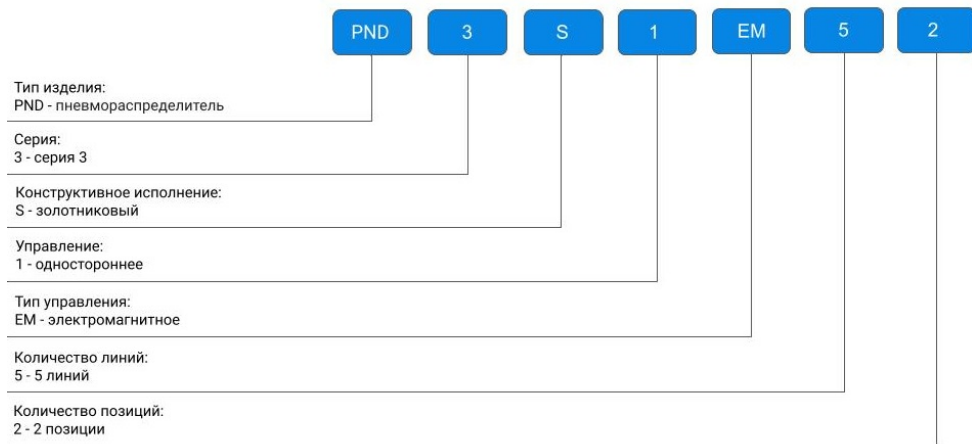 PND 3 S 1 EM 5 2
Тип изделия:
PND - пневмораспределитель
Серия:
3 - серия 3
Конструктивное исполнение:
S - золотниковый
Управление:
1 - одностороннее
Тип управления:
EM - электромагнитное
Количество линий:
5 - 5 линий
Количество позиций:
2 - 2 позиции